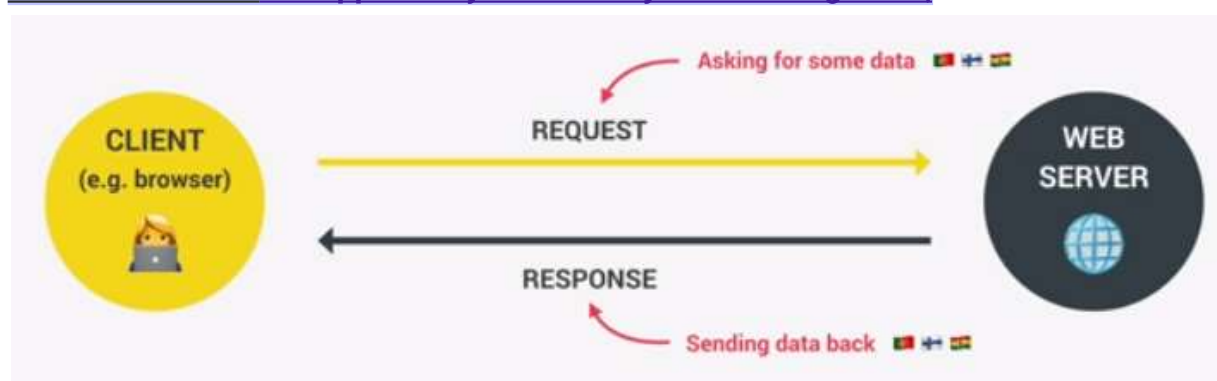 Asking for some data
CLIENT
(e.g. browser)
REQUEST
WEB
SERVER
RESPONSE
Sending data back